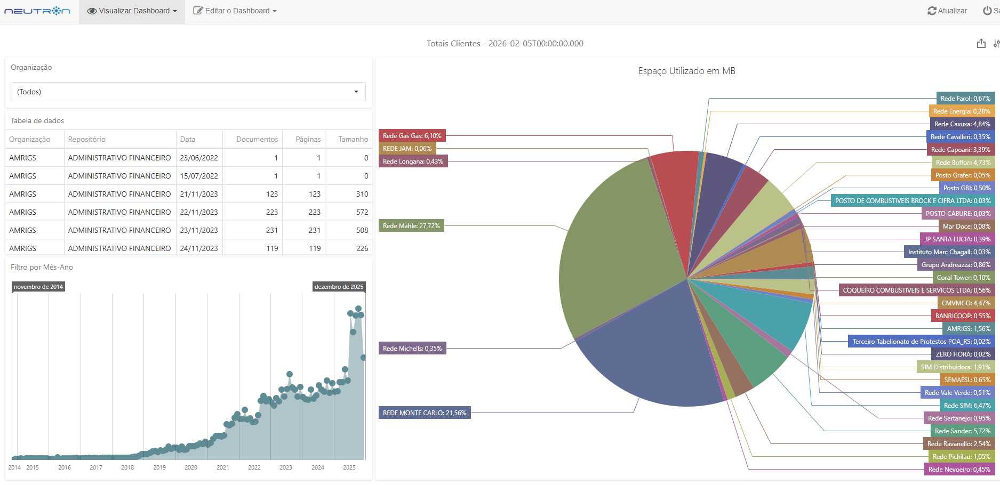 NEUTRON
Visualizar Dashboard
Editar o Dashboard
Atualizar
Totais Clientes - 2026-02-05T00:00:00.000
Organização
(Todos)
Tabela de dados
Organização Repositório Data Documentos Páginas Tamanho
AMRIGS ADMINISTRATIVO FINANCEIRO 23/06/2022 1 1 0
AMRIGS ADMINISTRATIVO FINANCEIRO 15/07/2022 1 1 0
AMRIGS ADMINISTRATIVO FINANCEIRO 21/11/2023 123 123 310
AMRIGS ADMINISTRATIVO FINANCEIRO 22/11/2023 223 223 572
AMRIGS ADMINISTRATIVO FINANCEIRO 23/11/2023 231 231 508
AMRIGS ADMINISTRATIVO FINANCEIRO 24/11/2023 119 119 226
Filtro por Mês-Ano
novembro de 2014 dezembro de 2025
2014 2015 2016 2017 2018 2019 2020 2021 2022 2023 2024 2025
Espaço Utilizado em MB
Rede Gas Gas: 6,10%
REDE JAM: 0,06%
Rede Longana: 0,43%
Rede Mahle: 27,72%
Rede Michells: 0,35%
REDE MONTE CARLO: 21,56%
Rede Farol: 0,67%
Rede Energia: 0,28%
Rede Caxuxa: 4,84%
Rede Cavalleri: 0,35%
Rede Capoani: 3,39%
Rede Buffon: 4,73%
Posto Grafer: 0,05%
Posto GBI: 0,50%
POSTO DE COMBUSTIVEIS BROCK E CIFRA LTDA: 0,03%
POSTO CABURE: 0,03%
Mar Doce: 0,08%
JP SANTA LUCIA: 0,39%
Instituto Marc Chagall: 0,03%
Grupo Andreazza: 0,86%
Coral Tower: 0,10%
COQUEIRO COMBUSTIVEIS E SERVICOS LTDA: 0,56%
CMVMGO: 4,47%
BANRICOOP: 0,55%
AMRIGS: 1,56%
Terceiro Tabelionato de Protestos POA_RS: 0,02%
ZERO HORA: 0,02%
SIM Distribuidora: 1,91%
SEMAESL: 0,65%
Rede Vale Verde: 0,51%
Rede SIM: 6,47%
Rede Sertanejo: 0,95%
Rede Sander: 5,72%
Rede Ravanello: 2,54%
Rede Pichilau: 1,05%
Rede Nevoeiro: 0,45%